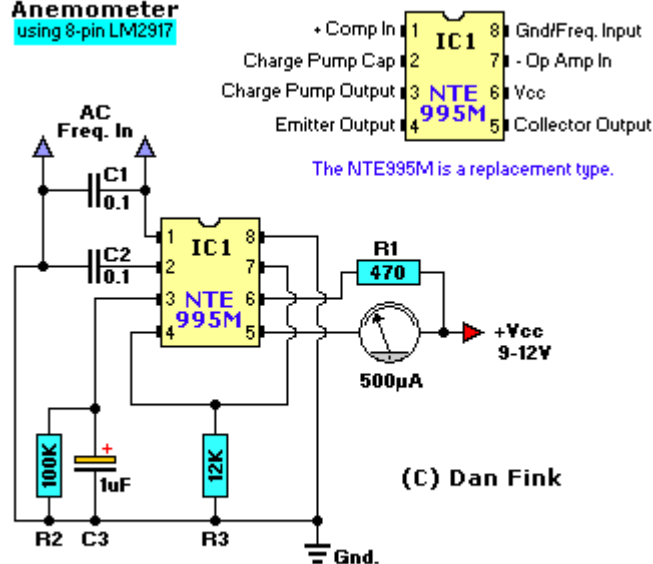 Anemometer
using 8-pin LM2917
+ Comp In 1 IC1 8 Gnd/Freq. Input
Charge Pump Cap 2 7 - Op Amp In
Charge Pump Output 3 NTE 6 Vcc
995M
Emitter Output 4 5 Collector Output
The NTE995M is a replacement type.
AC
Freq. In
C1
0.1
C2
0.1
1 IC1 8
2 7
3 NTE 6
995M
4 5
R1
470
+Vcc
9-12V
500µA
100K
+
1uF
12K
(C) Dan Fink
R2 C3 R3
Gnd.